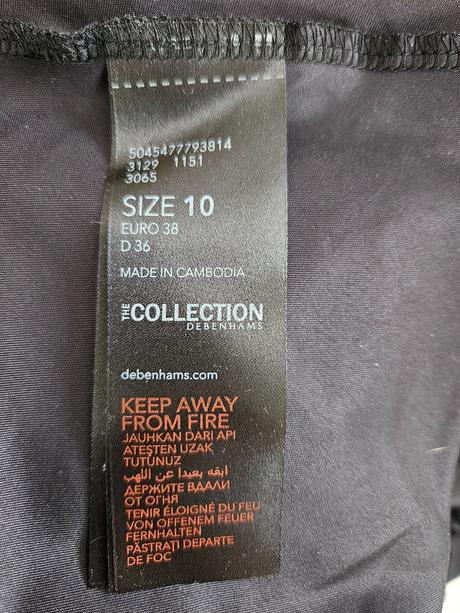 5045477793814
3129 1151
3065
SIZE 10
EURO 38
D 36
MADE IN CAMBODIA
THE COLLECTION
DEBENHAMS
debenhams.com
KEEP AWAY
FROM FIRE
JAUHKAN DARI API
ATEŞTEN UZAK
TUTUNUZ
ابقه بعيدا عن اللهب
ДЕРЖИТЕ ВДАЛИ
ОТ ОГНЯ
TENIR ÉLOIGNÉ DU FEU
VON OFFENEM FEUER
FERNHALTEN
PĂSTRAŢI DEPARTE
DE FOC